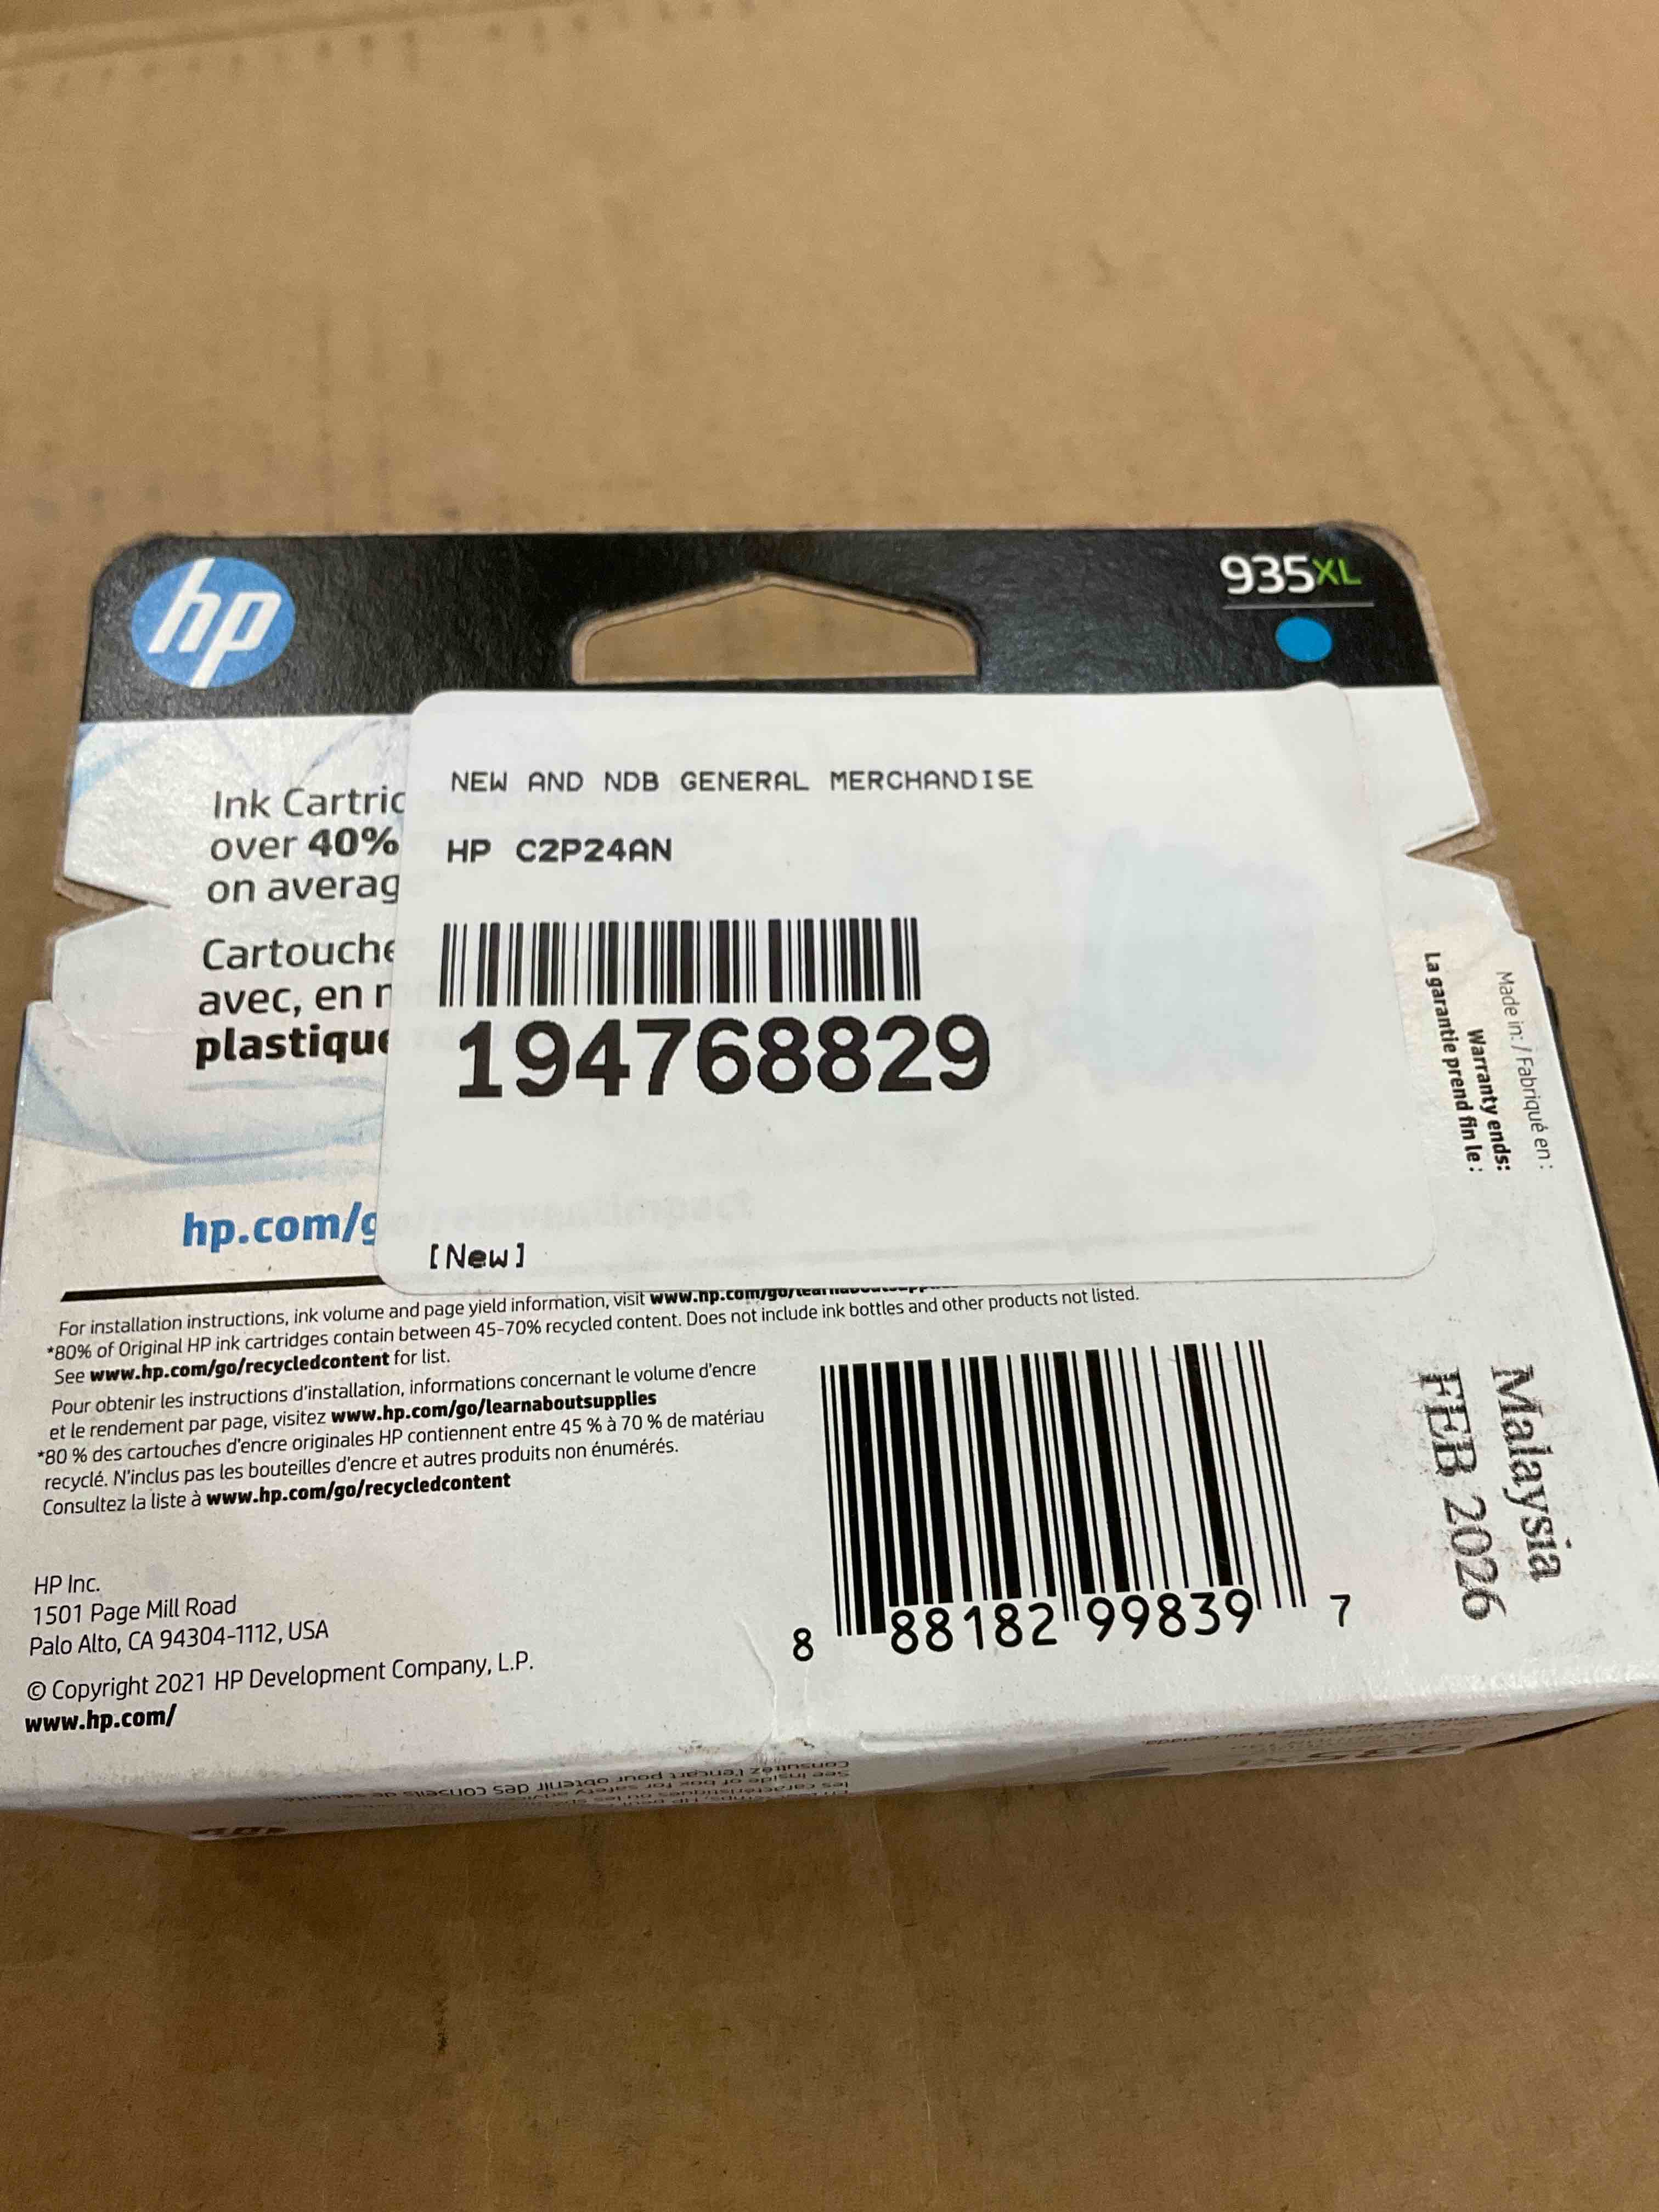 hp
935XL
NEW AND NDB GENERAL MERCHANDISE
HP C2P24AN
194768829
[New]
Ink Cartric
over 40%
on averag
Cartouche
avec, en
plastique
hp.com/g
Made in: / Fabriqué en :
Warranty ends:
La garantie prend fin le :
Malaysia
FEB 2026
For installation instructions, ink volume and page yield information, visit www.hp.com/go/learnaboutsupp
*80% of Original HP ink cartridges contain between 45-70% recycled content. Does not include ink bottles and other products not listed.
See www.hp.com/go/recycledcontent for list.
Pour obtenir les instructions d'installation, informations concernant le volume d'encre
et le rendement par page, visitez www.hp.com/go/learnaboutsupplies
*80 % des cartouches d'encre originales HP contiennent entre 45 % à 70 % de matériau
recyclé. N'inclus pas les bouteilles d'encre et autres produits non énumérés.
Consultez la liste à www.hp.com/go/recycledcontent
HP Inc.
1501 Page Mill Road
Palo Alto, CA 94304-1112, USA
© Copyright 2021 HP Development Company, L.P.
www.hp.com/
8 88182 99839 7
935XL